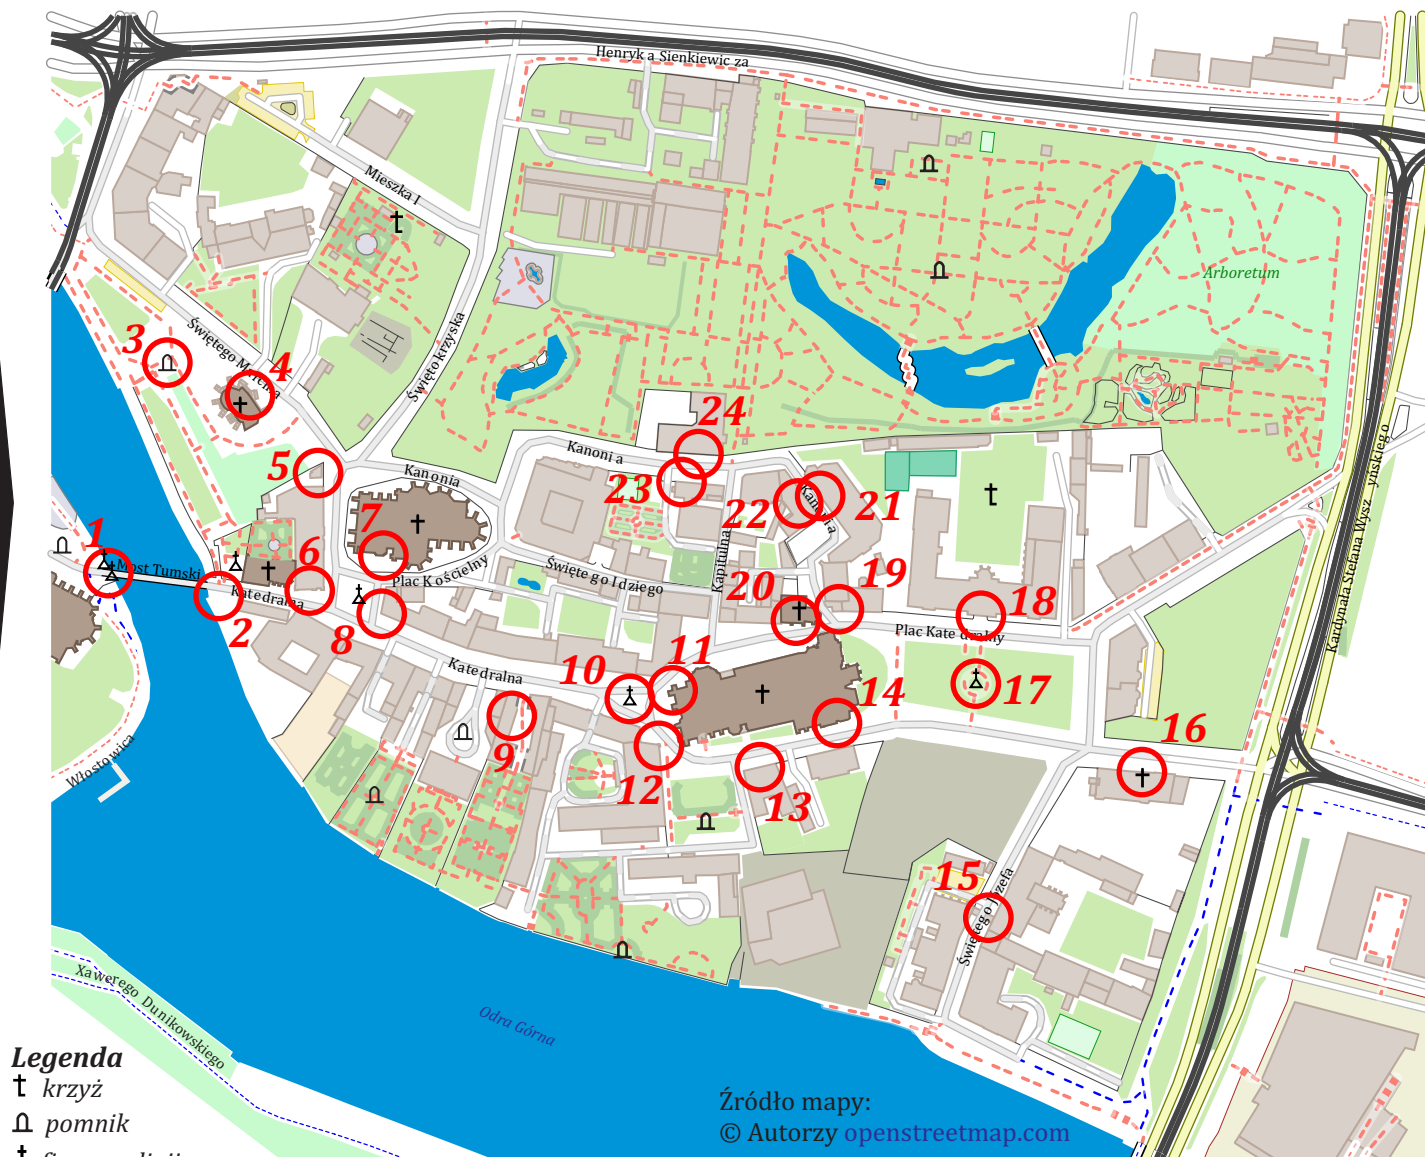 Henryka Sienkiewicza
Mieszka I
Arboretum
3
Świętego Marcina
4
Świętokrzyska
24
Kanonia
5
Kanonia
23
Kanonia
22
21
Kardynała Stefana Wyszyńskiego
7
1
Most Tumski
6
Plac Kościelny
Świętego Idziego
Kapitulna
20
19
18
Katedralna
2
8
Plac Katedralny
Katedralna
10
11
17
14
9
12
13
16
Włostowica
15
Świętego Józefa
Xawerego Dunikowskiego
Odra Górna
Legenda
krzyż
pomnik
Źródło mapy:
© Autorzy openstreetmap.com